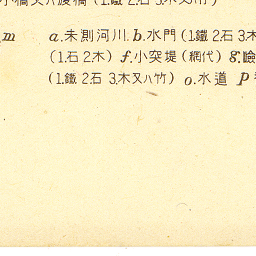 小橋又ハ渡橋 (1.鐵 2.石 3.木又ハ竹)
m a.未測河川. b.水門 (1.鐵 2.石 3.木
(1.石 2.木) f.小突堤 (網代) g.險
(1.鐵 2.石 3.木又ハ竹) o.水道 p